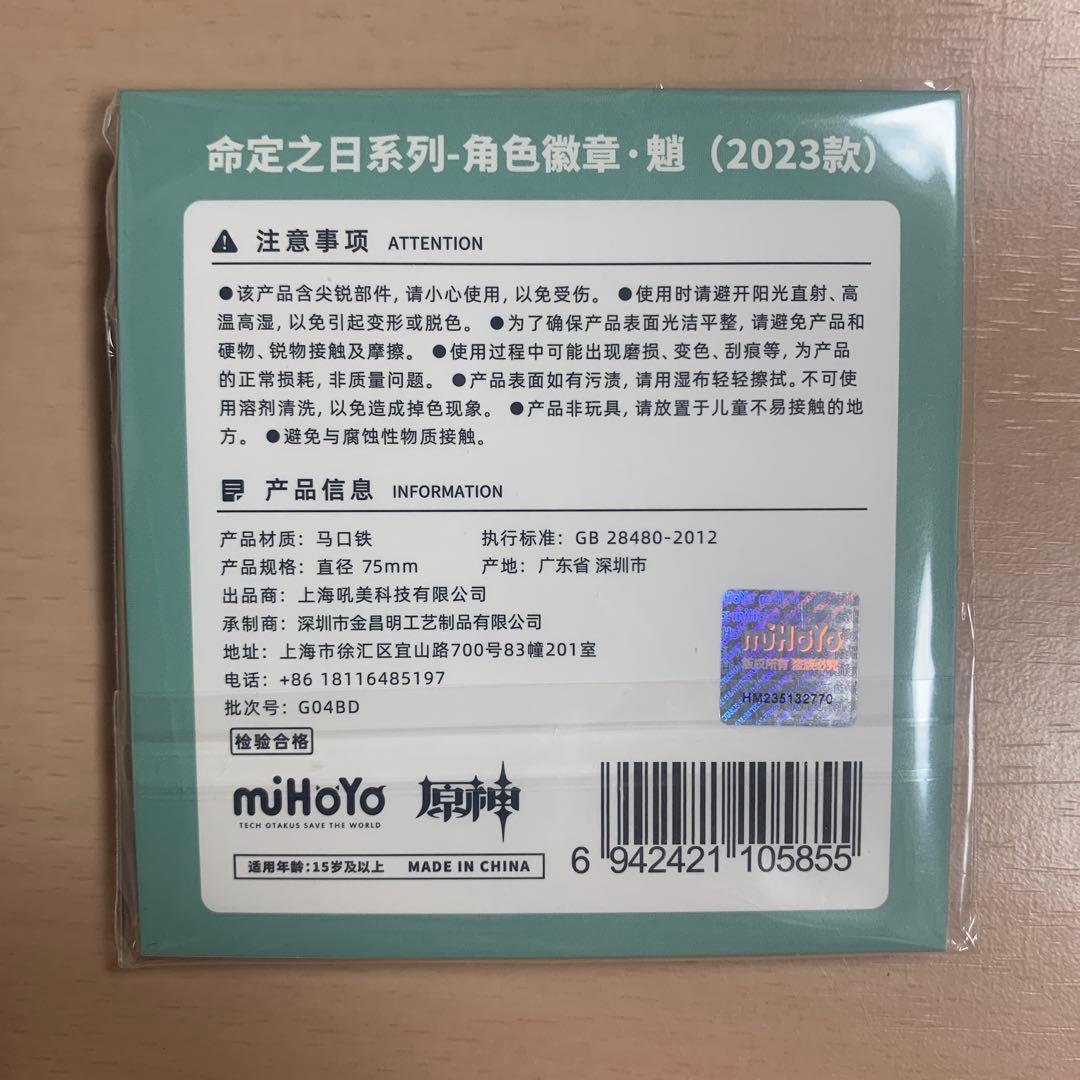 命定之日系列-角色徽章·魈（2023款）
注意事项 ATTENTION
●该产品含尖锐部件,请小心使用,以免受伤。 ●使用时请避开阳光直射、高
温高湿,以免引起变形或脱色。 ●为了确保产品表面光洁平整,请避免产品和
硬物、锐物接触及摩擦。 ●使用过程中可能出现磨损、变色、刮痕等,为产品
的正常损耗,非质量问题。 ●产品表面如有污渍,请用湿布轻轻擦拭。不可使
用溶剂清洗,以免造成掉色现象。 ●产品非玩具,请放置于儿童不易接触的地
方。 ●避免与腐蚀性物质接触。
产品信息 INFORMATION
产品材质：马口铁 执行标准：GB 28480-2012
产品规格：直径 75mm 产地：广东省 深圳市
出品商：上海吼美科技有限公司
承制商：深圳市金昌明工艺制品有限公司
地址：上海市徐汇区宜山路700号83幢201室
电话：+86 18116485197
批次号：G04BD
检验合格
miHoYo
版权所有 盗版必究
HM235132770
miHoYo
TECH OTAKUS SAVE THE WORLD
原神
适用年龄:15岁及以上 MADE IN CHINA
6 942421 105855